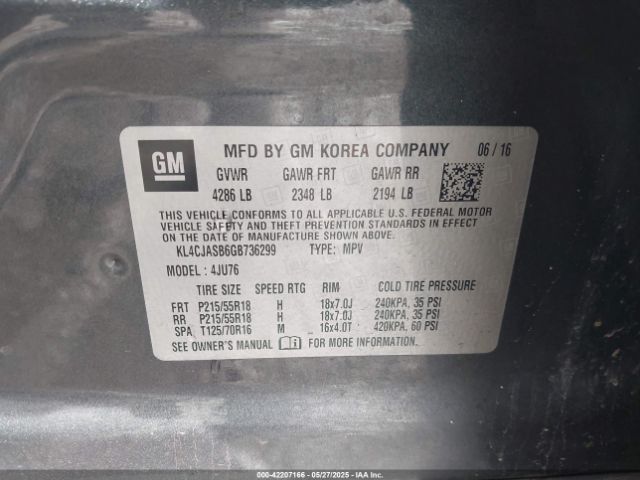 GM
MFD BY GM KOREA COMPANY 06 / 16
GVWR GAWR FRT GAWR RR
4286 LB 2348 LB 2194 LB
THIS VEHICLE CONFORMS TO ALL APPLICABLE U.S. FEDERAL MOTOR
VEHICLE SAFETY AND THEFT PREVENTION STANDARDS IN EFFECT
ON THE DATE OF MANUFACTURE SHOWN ABOVE.
KL4CJASB6GB736299 TYPE: MPV
MODEL : 4JU76
TIRE SIZE SPEED RTG RIM COLD TIRE PRESSURE
FRT P215/55R18 H 18x7.0J 240KPA, 35 PSI
RR P215/55R18 H 18x7.0J 240KPA, 35 PSI
SPA T125/70R16 M 16x4.0T 420KPA, 60 PSI
SEE OWNER'S MANUAL FOR MORE INFORMATION
000-42207166 - 05/27/2025 - IAAI.COM